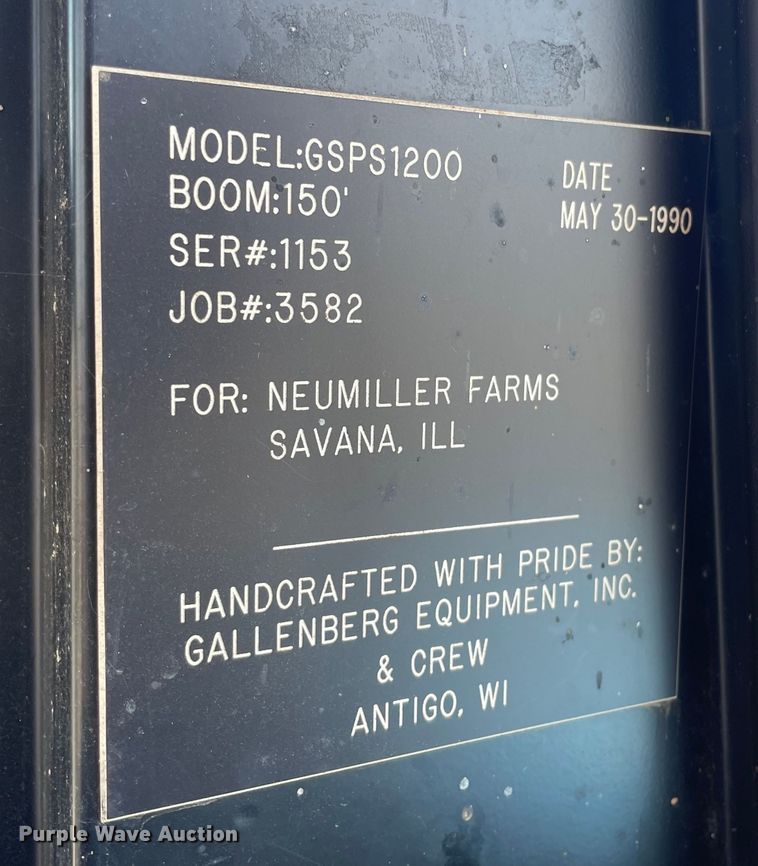 MODEL:GSPS1200
BOOM:150'
DATE
MAY 30-1990
SER#:1153
JOB#:3582
FOR: NEUMILLER FARMS
SAVANA, ILL
HANDCRAFTED WITH PRIDE BY:
GALLENBERG EQUIPMENT, INC.
& CREW
ANTIGO, WI
Purple Wave Auction